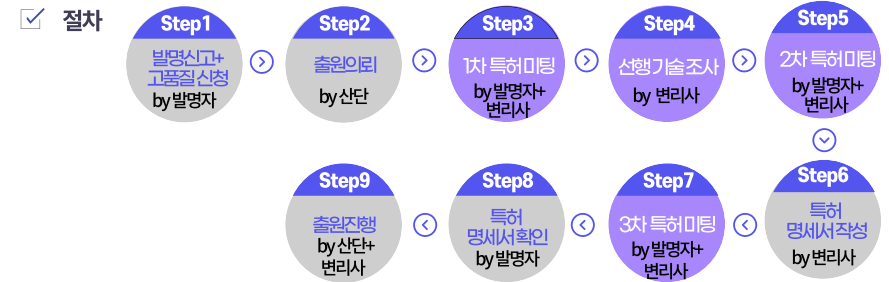 절차
Step1
발명신고+
고품질 신청
by 발명자
Step2
출원의뢰
by 산단
Step3
1차 특허미팅
by 발명자+
변리사
Step4
선행기술조사
by 변리사
Step5
2차 특허미팅
by 발명자+
변리사
Step6
특허
명세서 작성
by 변리사
Step7
3차 특허미팅
by 발명자+
변리사
Step8
특허
명세서 확인
by 발명자
Step9
출원진행
by 산단+
변리사